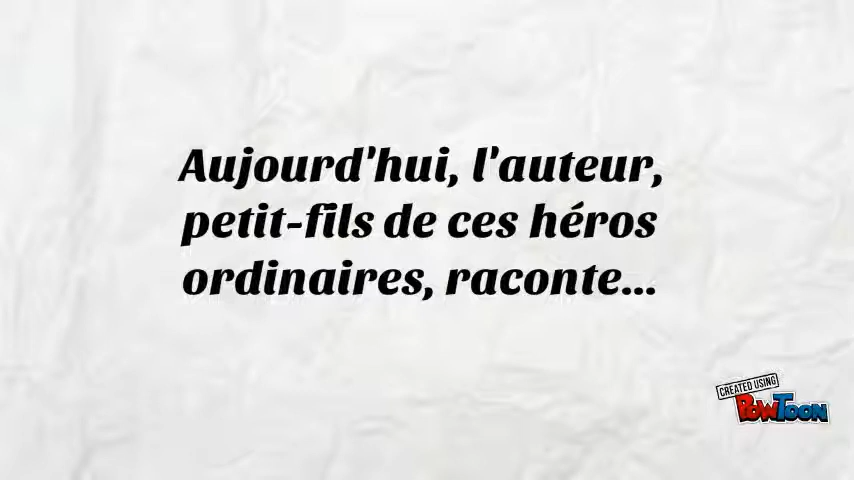 Aujourd'hui, l'auteur,
petit-fils de ces héros
ordinaires, raconte...
CREATED USING
POWTOON